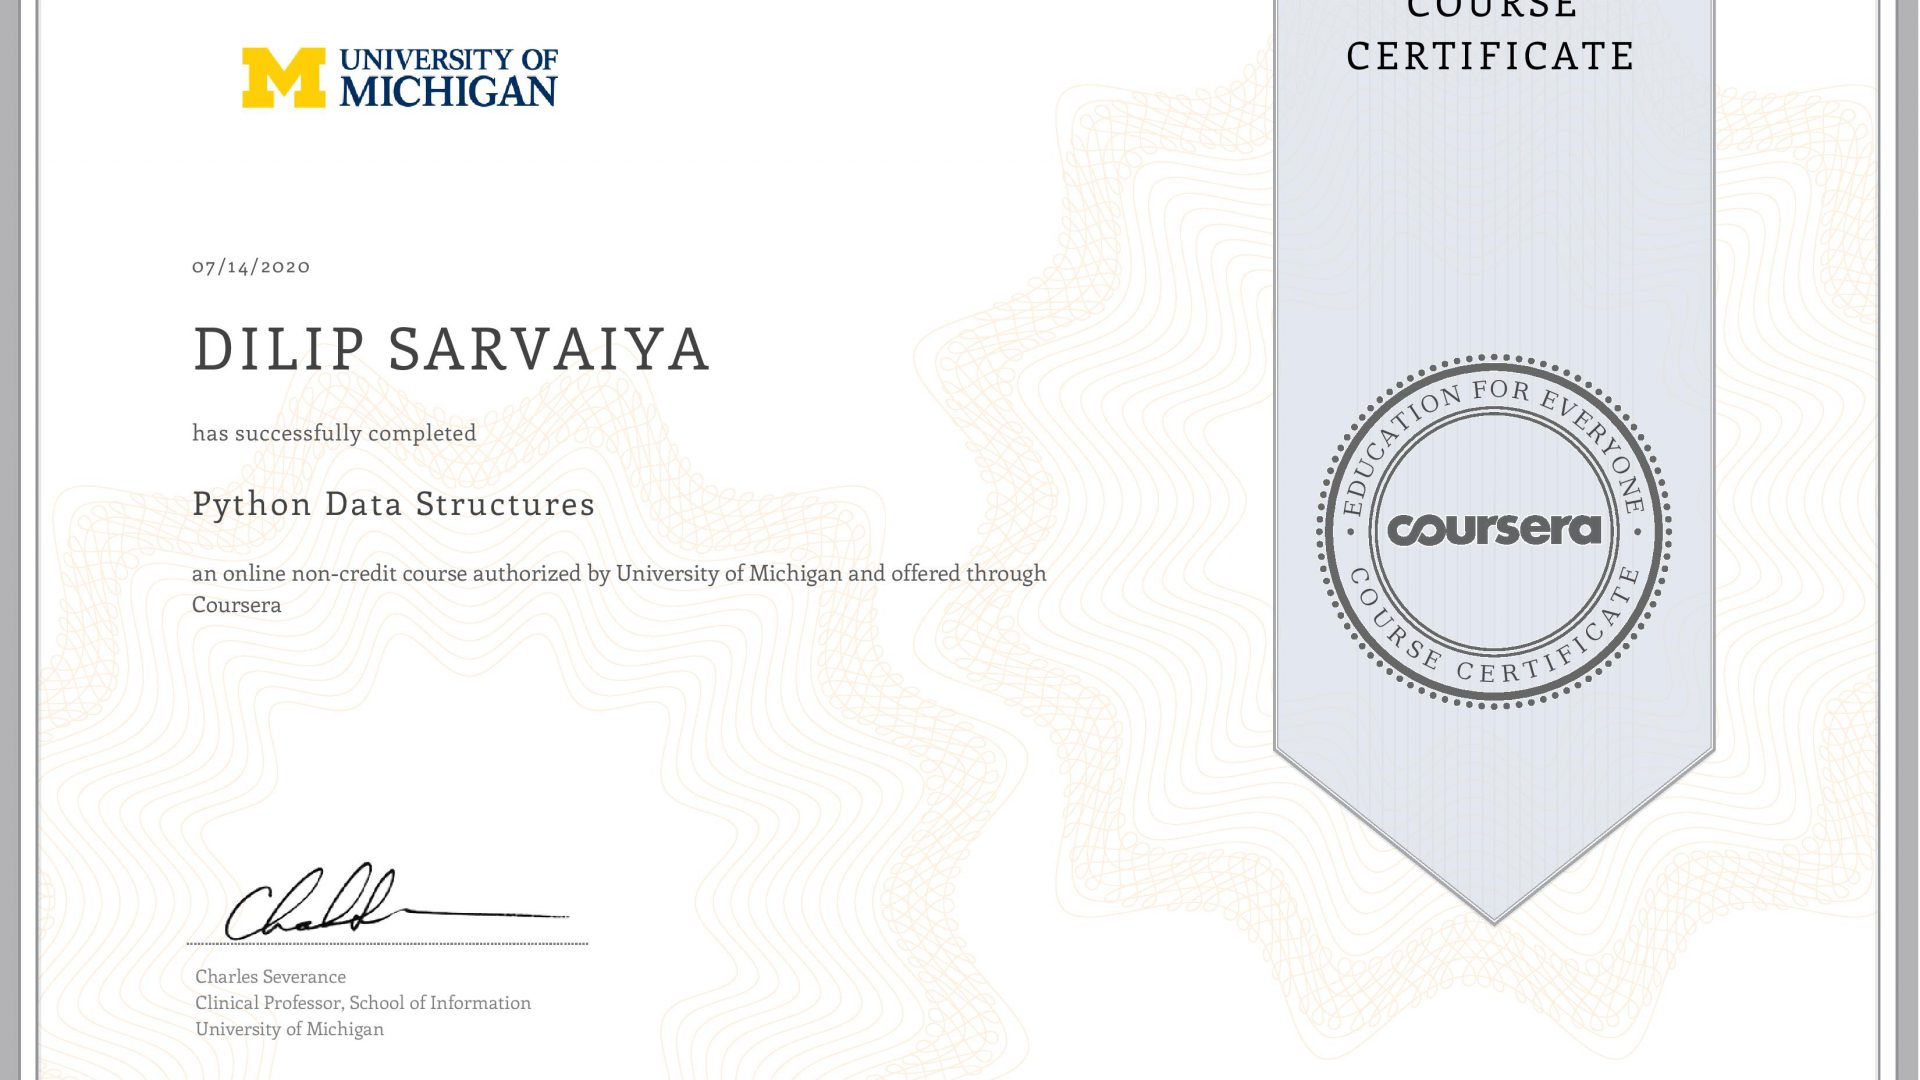 UNIVERSITY OF
MICHIGAN
COURSE
CERTIFICATE
07/14/2020
DILIP SARVAIYA
has successfully completed
Python Data Structures
an online non-credit course authorized by University of Michigan and offered through
Coursera
EDUCATION FOR EVERYONE
coursera
COURSE CERTIFICATE
Charles Severance
Clinical Professor, School of Information
University of Michigan